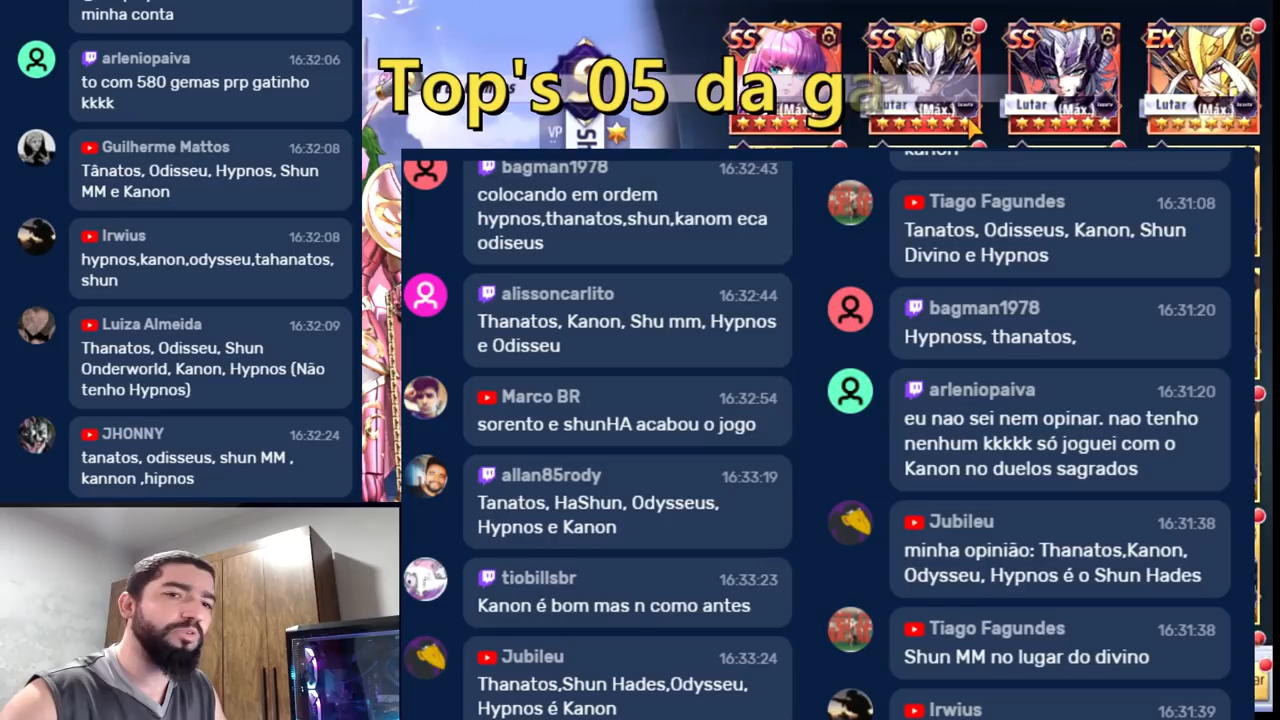 minha conta
arleniopaiva 16:32:06
to com 580 gemas prp gatinho
kkkk
Guilherme Mattos 16:32:08
Tânatos, Odisseu, Hypnos, Shun
MM e Kanon
Irwius 16:32:08
hypnos,kanon,odysseu,tahanatos,
shun
Luiza Almeida 16:32:09
Thanatos, Odisseu, Shun
Onderworld, Kanon, Hypnos (Não
tenho Hypnos)
JHONNY 16:32:24
tanatos, odisseus, shun MM ,
kannon ,hipnos
Top's 05 da ga
VP
SS
(Máx.)
SS
Lutar
(Máx.)
SS
Lutar
(Máx.)
EX
Lutar
(Máx.)
bagman1978 16:32:43
colocando em ordem
hypnos,thanatos,shun,kanom eca
odiseus
alissoncarlito 16:32:44
Thanatos, Kanon, Shu mm, Hypnos
e Odisseu
Marco BR 16:32:54
sorento e shunHA acabou o jogo
allan85rody 16:33:19
Tanatos, HaShun, Odysseus,
Hypnos e Kanon
tiobillsbr 16:33:23
Kanon é bom mas n como antes
Jubileu 16:33:24
Thanatos,Shun Hades,Odysseu,
Hypnos é Kanon
kanon
Tiago Fagundes 16:31:08
Tanatos, Odisseus, Kanon, Shun
Divino e Hypnos
bagman1978 16:31:20
Hypnoss, thanatos,
arleniopaiva 16:31:20
eu nao sei nem opinar. nao tenho
nenhum kkkkk só joguei com o
Kanon no duelos sagrados
Jubileu 16:31:38
minha opinião: Thanatos,Kanon,
Odysseu, Hypnos é o Shun Hades
Tiago Fagundes 16:31:38
Shun MM no lugar do divino
Irwius 16:31:39